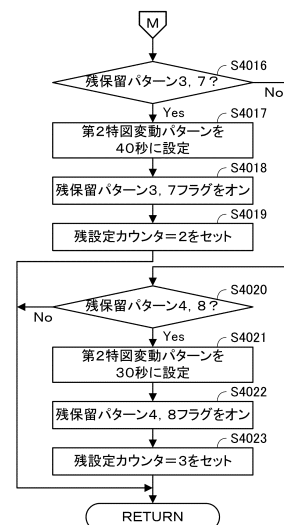 M
S4016
残保留パターン3,7?
No
Yes
S4017
第2特図変動パターンを
40秒に設定
S4018
残保留パターン3,7フラグをオン
S4019
残設定カウンタ=2をセット
S4020
残保留パターン4,8?
No
Yes
S4021
第2特図変動パターンを
30秒に設定
S4022
残保留パターン4,8フラグをオン
S4023
残設定カウンタ=3をセット
RETURN